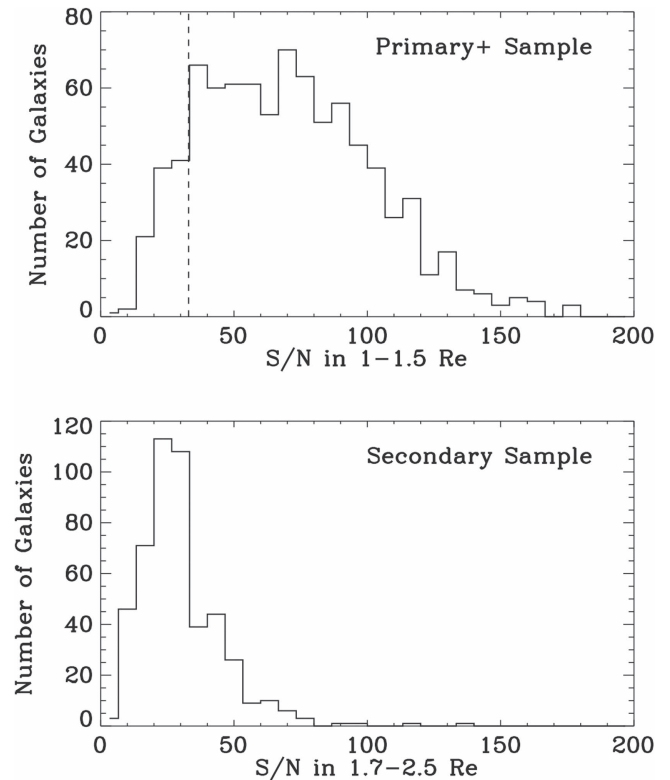 80
60
40
20
0
Number of Galaxies
Primary+ Sample
0 50 100 150 200
S/N in 1-1.5 Re
120
100
80
60
40
20
0
Number of Galaxies
Secondary Sample
0 50 100 150 200
S/N in 1.7-2.5 Re